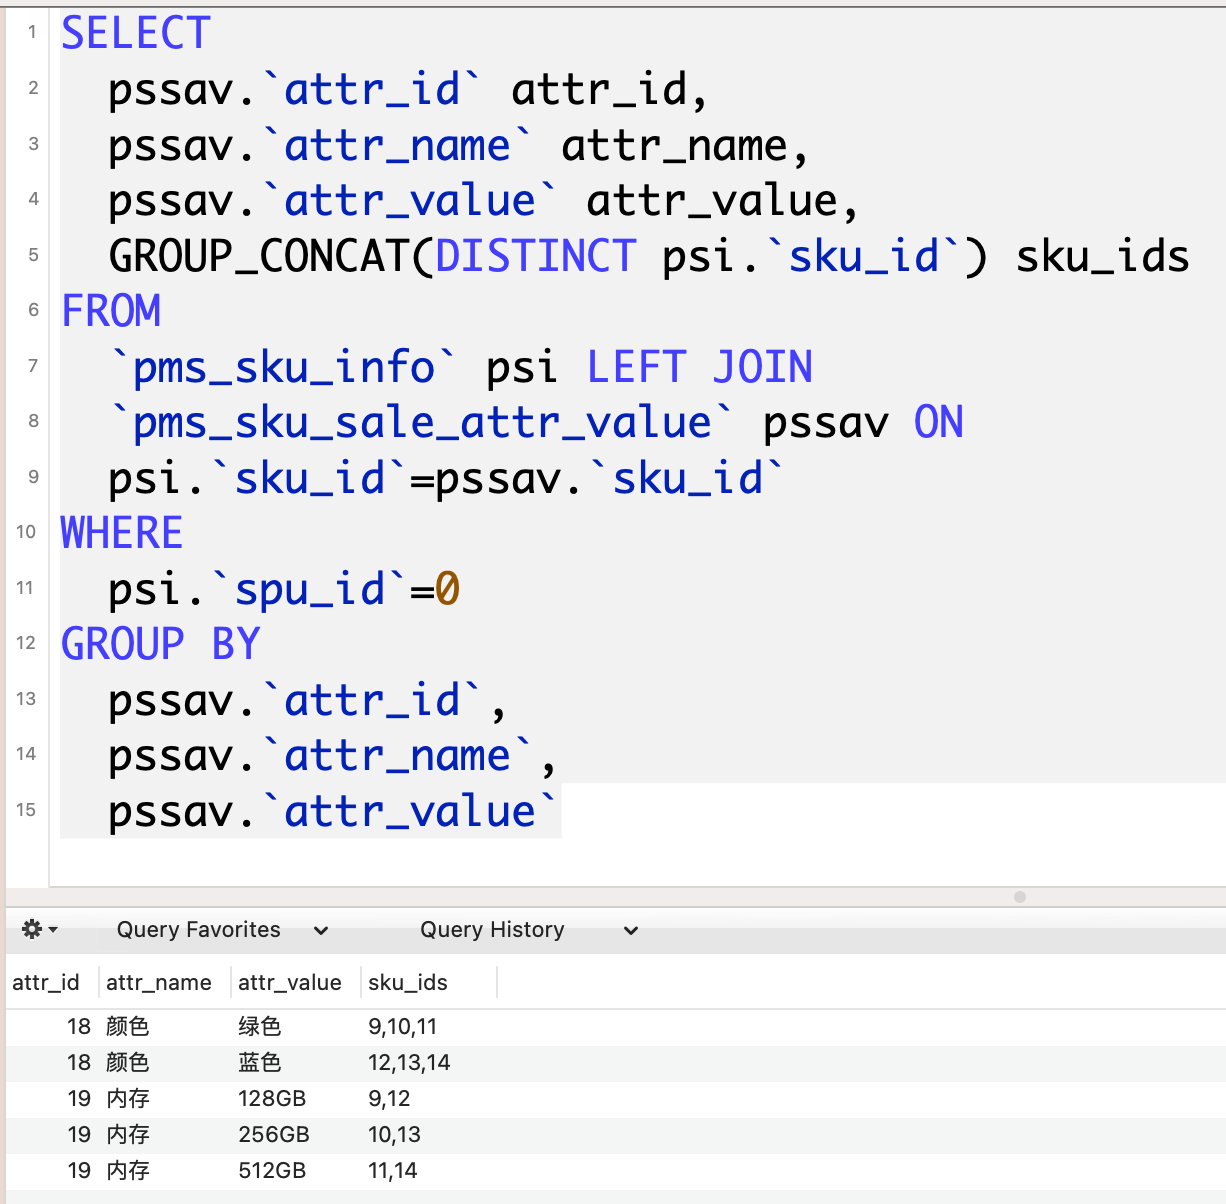 1 SELECT
2 pssav.`attr_id` attr_id,
3 pssav.`attr_name` attr_name,
4 pssav.`attr_value` attr_value,
5 GROUP_CONCAT(DISTINCT psi.`sku_id`) sku_ids
6 FROM
7 `pms_sku_info` psi LEFT JOIN
8 `pms_sku_sale_attr_value` pssav ON
9 psi.`sku_id`=pssav.`sku_id`
10 WHERE
11 psi.`spu_id`=0
12 GROUP BY
13 pssav.`attr_id`,
14 pssav.`attr_name`,
15 pssav.`attr_value`
Query Favorites Query History
attr_id attr_name attr_value sku_ids
18 颜色 绿色 9,10,11
18 颜色 蓝色 12,13,14
19 内存 128GB 9,12
19 内存 256GB 10,13
19 内存 512GB 11,14